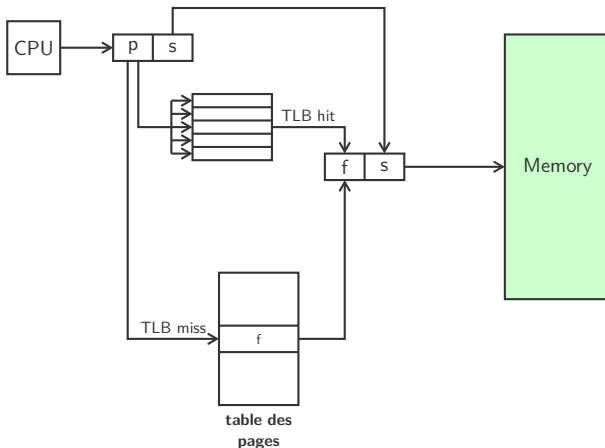 CPU
p s
TLB hit
f s
Memory
TLB miss
f
table des
pages